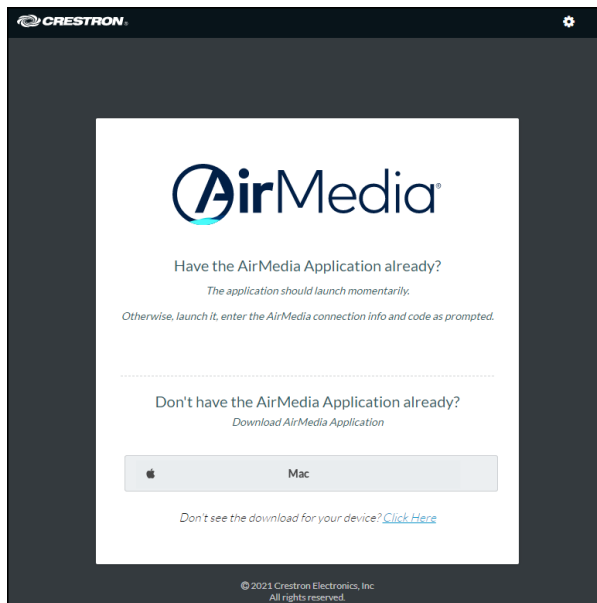 CRESTRON®
AirMedia®
Have the AirMedia Application already?
The application should launch momentarily.
Otherwise, launch it, enter the AirMedia connection info and code as prompted.
Don't have the AirMedia Application already?
Download AirMedia Application
Mac
Don't see the download for your device? Click Here
© 2021 Crestron Electronics, Inc
All rights reserved.